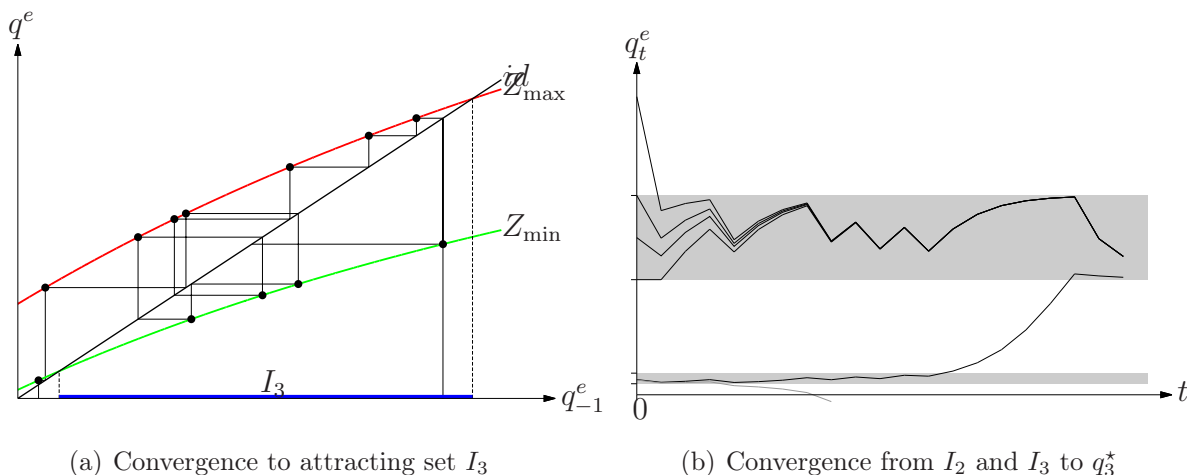 q^e
id
Z_max
Z_min
I_3
q^e_{-1}
(a) Convergence to attracting set I_3
q^e_t
0
t
(b) Convergence from I_2 and I_3 to q^⋆_3